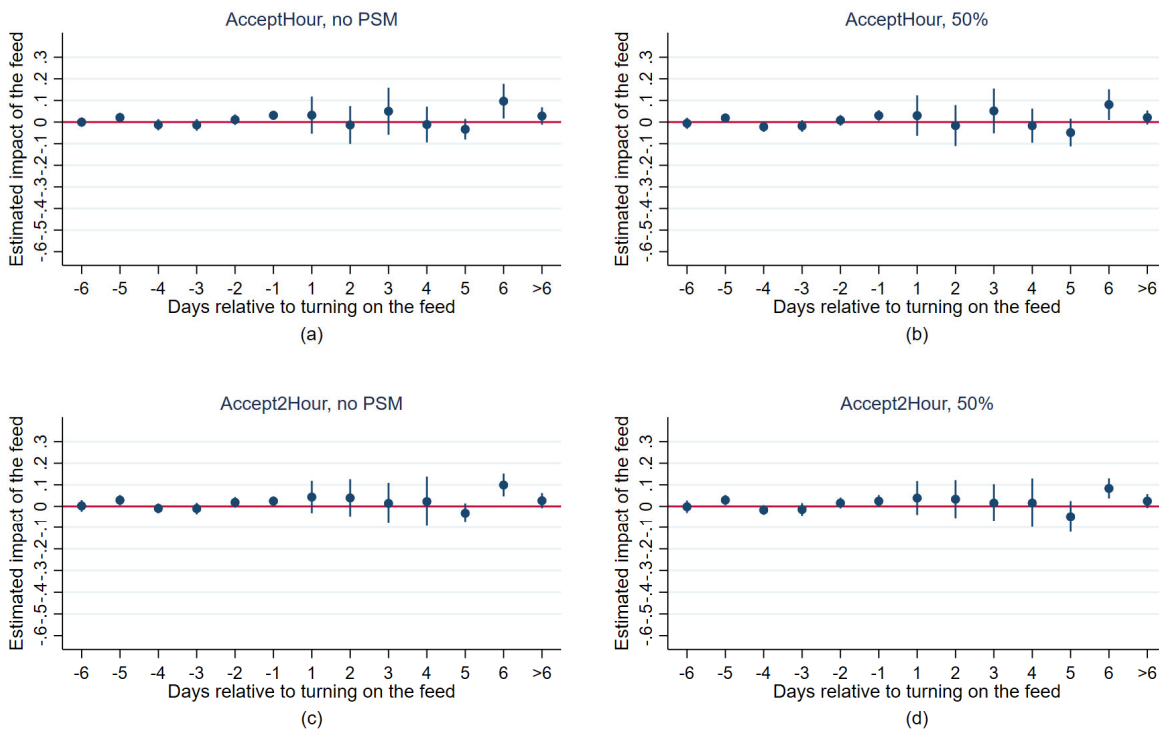 AcceptHour, no PSM
Estimated impact of the feed
-.6-.5-.4-.3-.2-.1 0 .1 .2 .3
-6 -5 -4 -3 -2 -1 1 2 3 4 5 6 >6
Days relative to turning on the feed
(a)
AcceptHour, 50%
Estimated impact of the feed
-.6-.5-.4-.3-.2-.1 0 .1 .2 .3
-6 -5 -4 -3 -2 -1 1 2 3 4 5 6 >6
Days relative to turning on the feed
(b)
Accept2Hour, no PSM
Estimated impact of the feed
-.6-.5-.4-.3-.2-.1 0 .1 .2 .3
-6 -5 -4 -3 -2 -1 1 2 3 4 5 6 >6
Days relative to turning on the feed
(c)
Accept2Hour, 50%
Estimated impact of the feed
-.6-.5-.4-.3-.2-.1 0 .1 .2 .3
-6 -5 -4 -3 -2 -1 1 2 3 4 5 6 >6
Days relative to turning on the feed
(d)